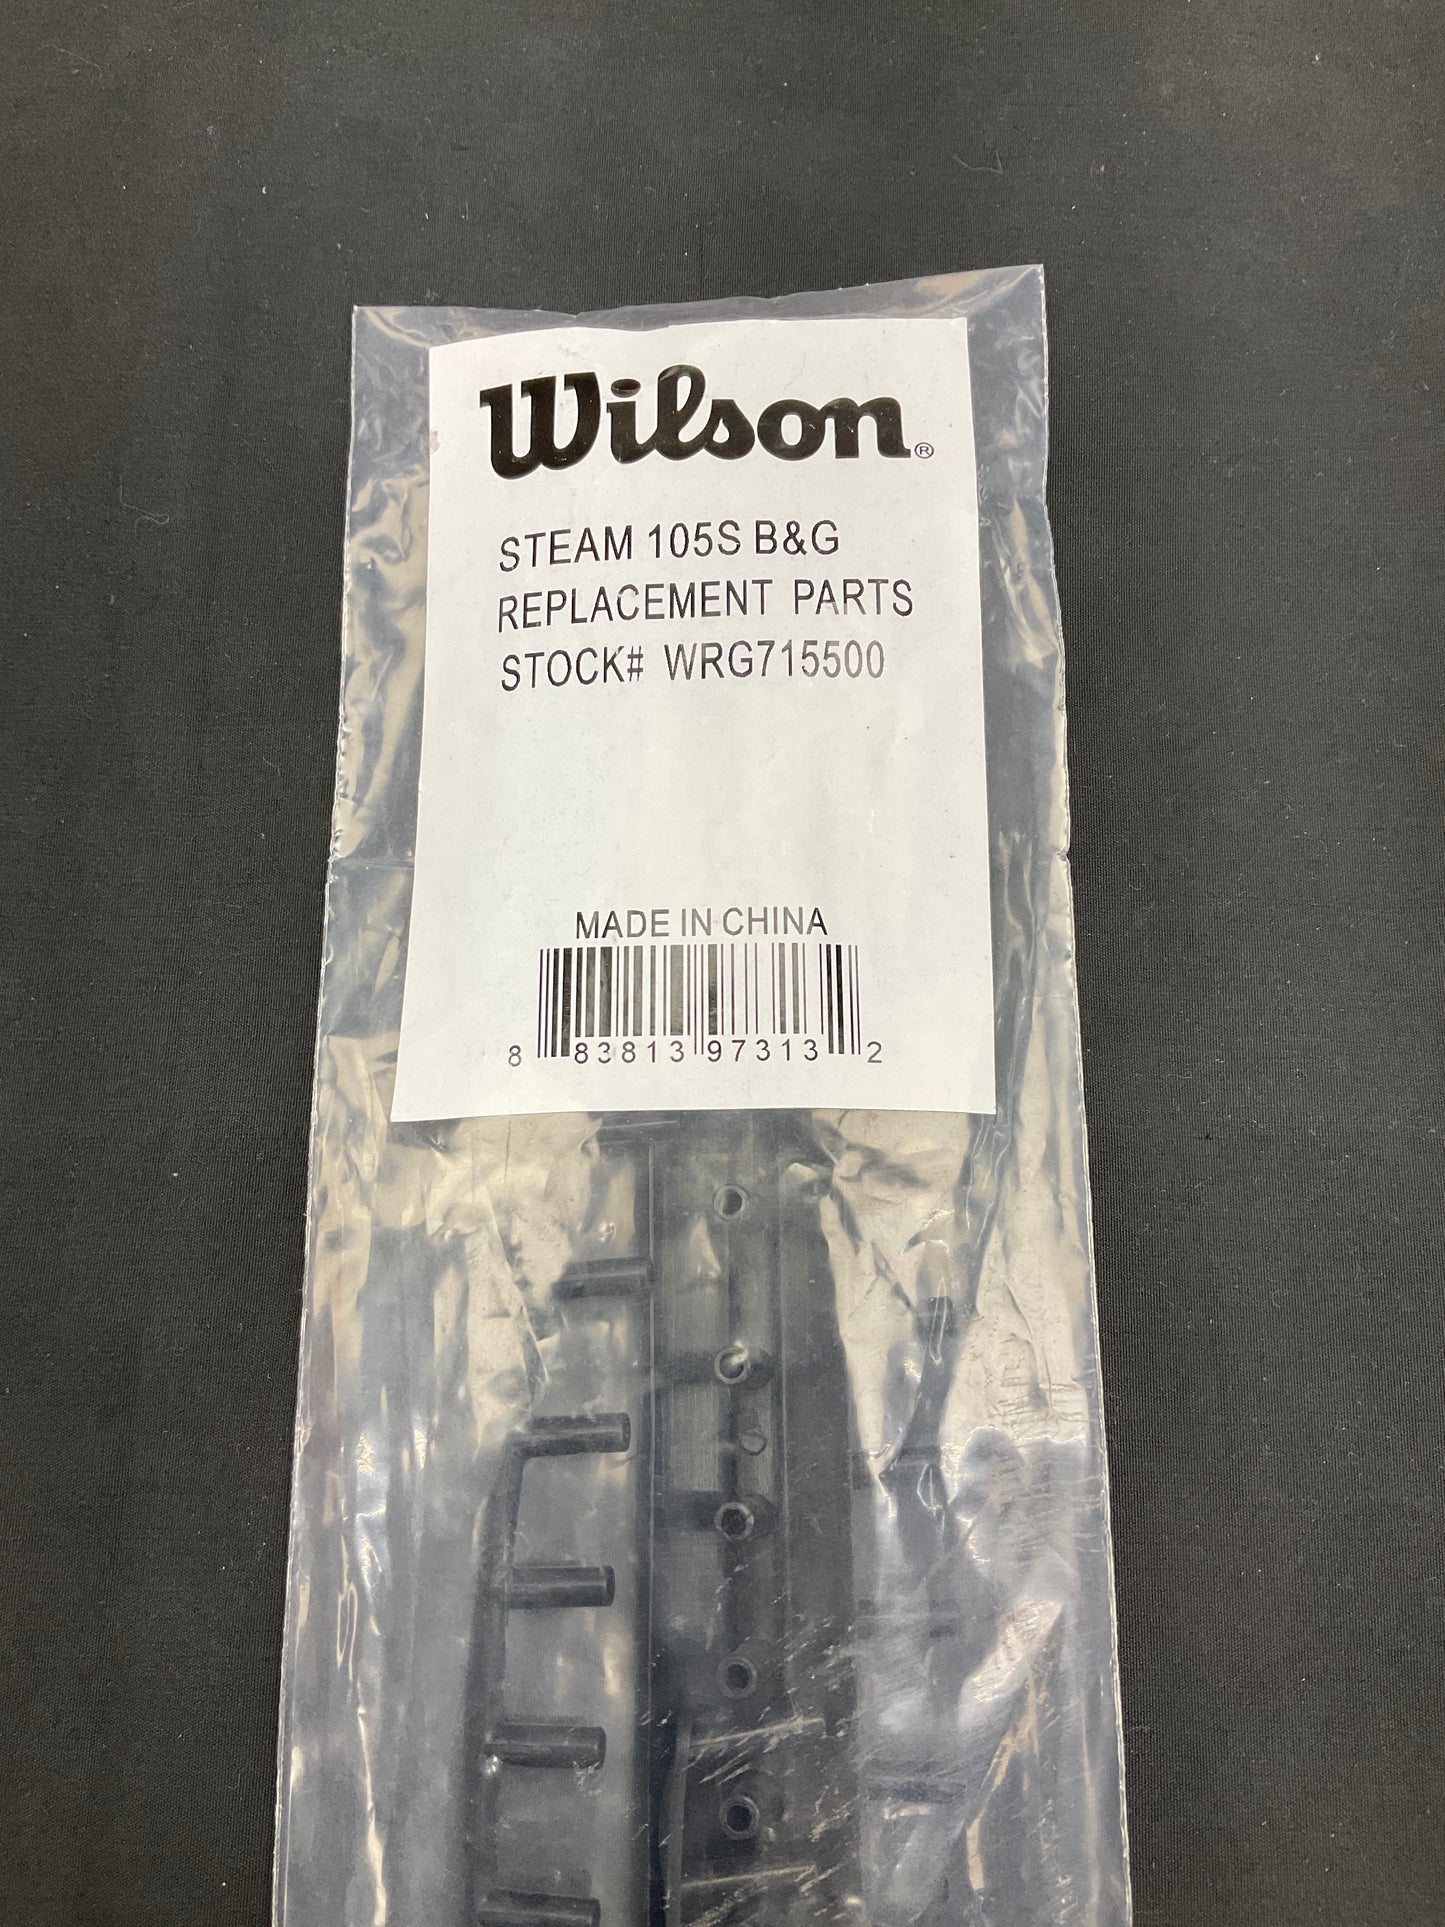 Wilson®
STEAM 105S B&G
REPLACEMENT PARTS
STOCK# WRG715500
MADE IN CHINA
8 83813 97313 2